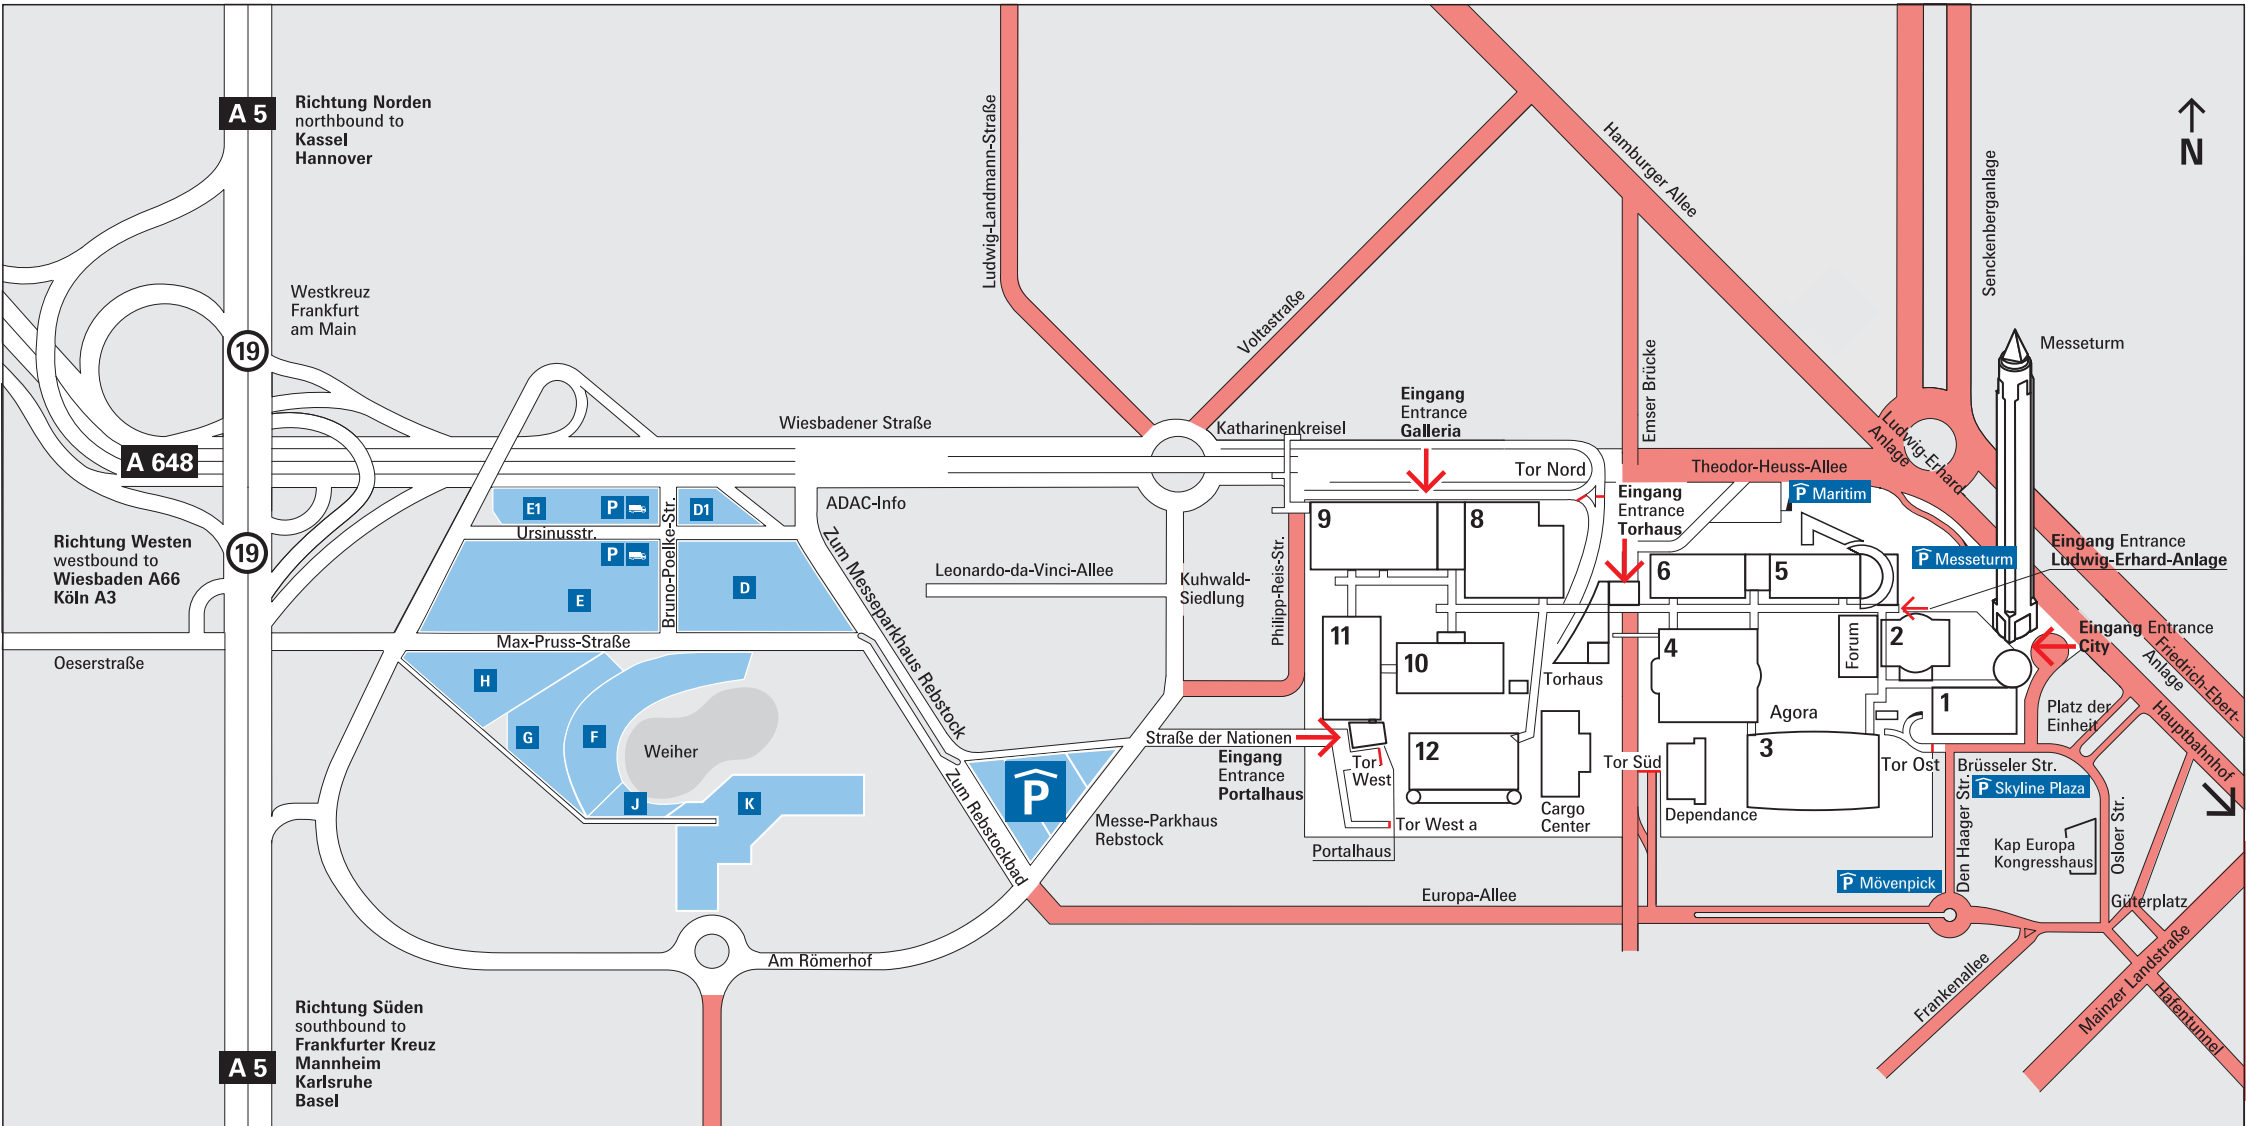 A 5
Richtung Norden
northbound to
Kassel
Hannover
Westkreuz
Frankfurt
am Main
19
A 648
19
Richtung Westen
westbound to
Wiesbaden A66
Köln A3
Oeserstraße
Richtung Süden
southbound to
Frankfurter Kreuz
Mannheim
Karlsruhe
Basel
A 5
Wiesbadener Straße
ADAC-Info
E1
P
D1
Ursinusstr.
P
E
D
Bruno-Poelke-Str.
Max-Pruss-Straße
H
G
F
J
K
Weiher
Zum Messeparkhaus Rebstock
Zum Rebstockbad
Am Römerhof
P
Messe-Parkhaus
Rebstock
Leonardo-da-Vinci-Allee
Kuhwald-
Siedlung
Philipp-Reis-Str.
Ludwig-Landmann-Straße
Voltastraße
Katharinenkreisel
Hamburger Allee
Senckenberganlage
Emser Brücke
N
Messeturm
Eingang
Entrance
Galleria
Tor Nord
Theodor-Heuss-Allee
Ludwig-Erhard-
Anlage
P Maritim
Eingang
Entrance
Torhaus
P Messeturm
Eingang Entrance
Ludwig-Erhard-Anlage
9
8
6
5
11
10
4
Forum
2
Eingang Entrance
City
Friedrich-Ebert-
Anlage
Torhaus
1
Platz der
Einheit
Hauptbahnhof
Agora
Straße der Nationen
Eingang
Entrance
Portalhaus
Tor
West
12
Tor Süd
3
Tor Ost
Brüsseler Str.
P Skyline Plaza
Cargo
Center
Dependance
Tor West a
Portalhaus
Den Haager Str.
Kap Europa
Kongresshaus
Osloer Str.
P Mövenpick
Europa-Allee
Güterplatz
Frankenallee
Mainzer Landstraße
Hafentunnel